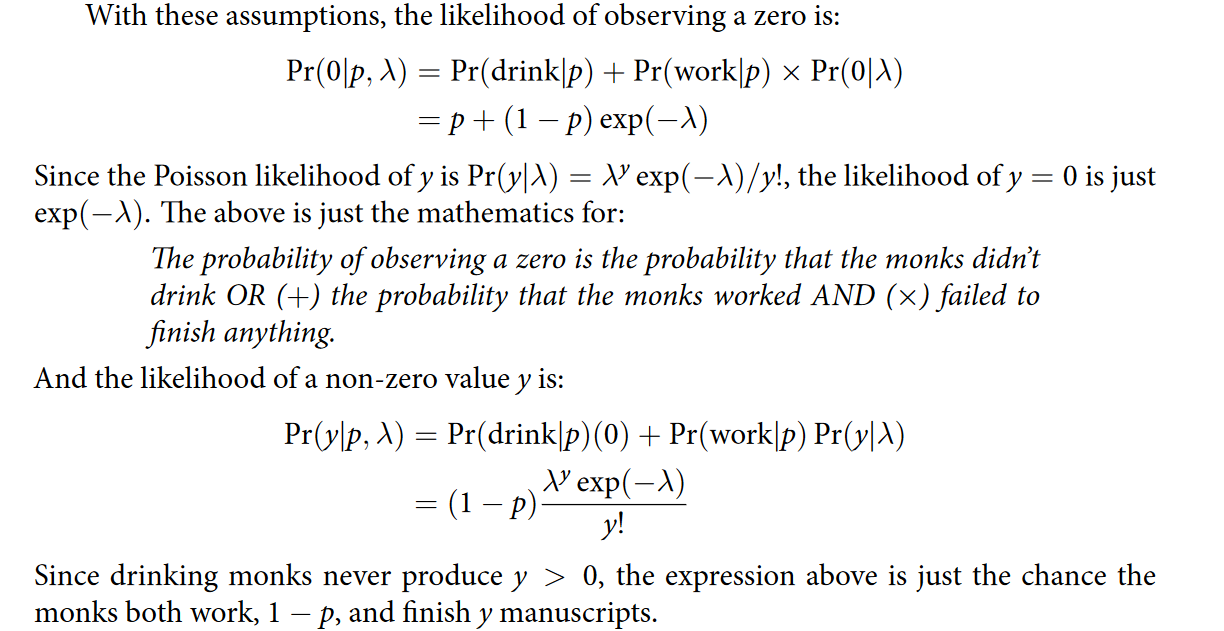 With these assumptions, the likelihood of observing a zero is:
Pr(0|p, λ) = Pr(drink|p) + Pr(work|p) × Pr(0|λ)
= p + (1 − p) exp(−λ)
Since the Poisson likelihood of y is Pr(y|λ) = λ^y exp(−λ)/y!, the likelihood of y = 0 is just
exp(−λ). The above is just the mathematics for:
The probability of observing a zero is the probability that the monks didn’t
drink OR (+) the probability that the monks worked AND (×) failed to
finish anything.
And the likelihood of a non-zero value y is:
Pr(y|p, λ) = Pr(drink|p)(0) + Pr(work|p) Pr(y|λ)
= (1 − p) λ^y exp(−λ) / y!
Since drinking monks never produce y > 0, the expression above is just the chance the
monks both work, 1 − p, and finish y manuscripts.